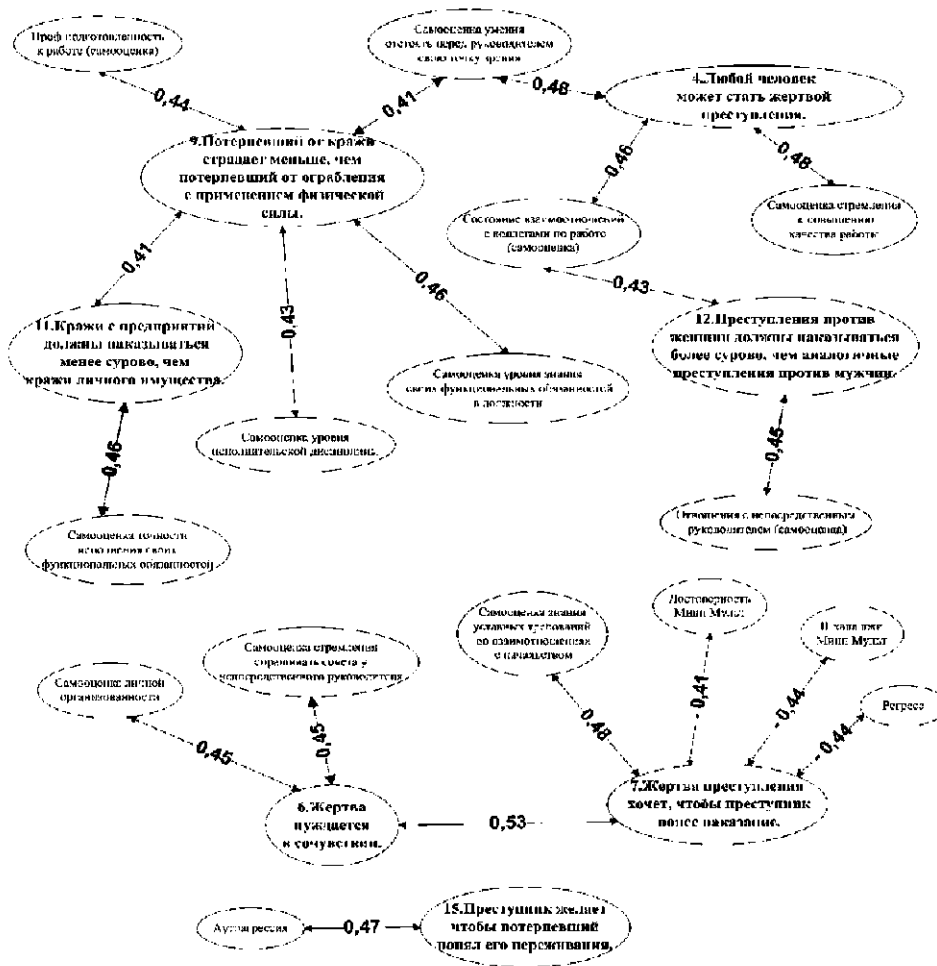 Проф подготовленность
к работе (самооценка)
Самооценка умения
отстоять перед руководителем
свою точку зрения
0,44
0,41
0,48
4.Любой человек
может стать жертвой
преступления.
9.Потерпевший от кражи
страдает меньше, чем
потерпевший от ограбления
с применением физической
силы.
0,46
0,48
Состояние взаимоотношений
с коллегами по работе
(самооценка)
Самооценка стремления
к повышению
качества работы
0,41
0,43
0,46
0,43
11.Кражи с предприятий
должны наказываться
менее сурово, чем
кражи личного имущества.
12.Преступления против
женщин должны наказываться
более сурово, чем аналогичные
преступления против мужчин.
Самооценка уровня знания
своих функциональных обязанностей
в должности
Самооценка уровня
исполнительской дисциплины
0,46
0,45
Самооценка точности
исполнения своих
функциональных обязанностей
Отношения с непосредственным
руководителем (самооценка)
Самооценка знания
уставных требований
во взаимоотношениях
с начальством
Достоверность
Мини Мульт
Мини Мульт
Регресс
Самооценка стремления
спрашивать совета у
непосредственного руководителя
Самооценка личной
организованности
0,45
0,45
0,48
- 0,41
- 0,44
- 0,44
6.Жертва
нуждается
в сочувствии.
0,53
7.Жертва преступления
хочет, чтобы преступник
понес наказание.
Аутоагрессия
0,47
15.Преступник желает
чтобы потерпевший
понял его переживания.